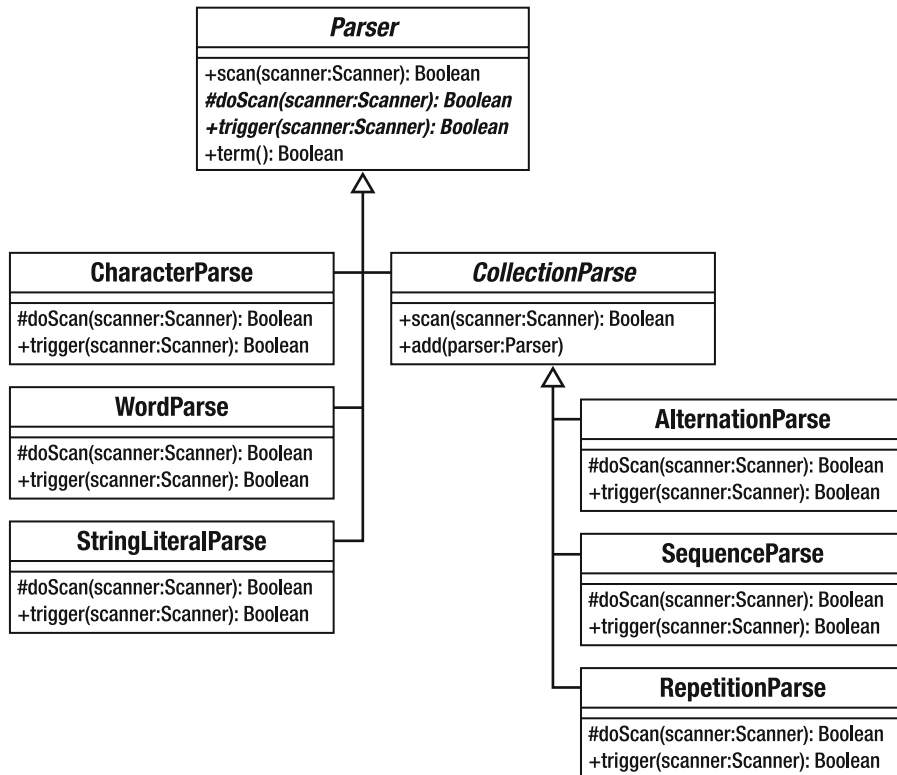 Parser
+scan(scanner:Scanner): Boolean
#doScan(scanner:Scanner): Boolean
+trigger(scanner:Scanner): Boolean
+term(): Boolean
CharacterParse
#doScan(scanner:Scanner): Boolean
+trigger(scanner:Scanner): Boolean
CollectionParse
+scan(scanner:Scanner): Boolean
+add(parser:Parser)
WordParse
#doScan(scanner:Scanner): Boolean
+trigger(scanner:Scanner): Boolean
AlternationParse
#doScan(scanner:Scanner): Boolean
+trigger(scanner:Scanner): Boolean
StringLiteralParse
#doScan(scanner:Scanner): Boolean
+trigger(scanner:Scanner): Boolean
SequenceParse
#doScan(scanner:Scanner): Boolean
+trigger(scanner:Scanner): Boolean
RepetitionParse
#doScan(scanner:Scanner): Boolean
+trigger(scanner:Scanner): Boolean